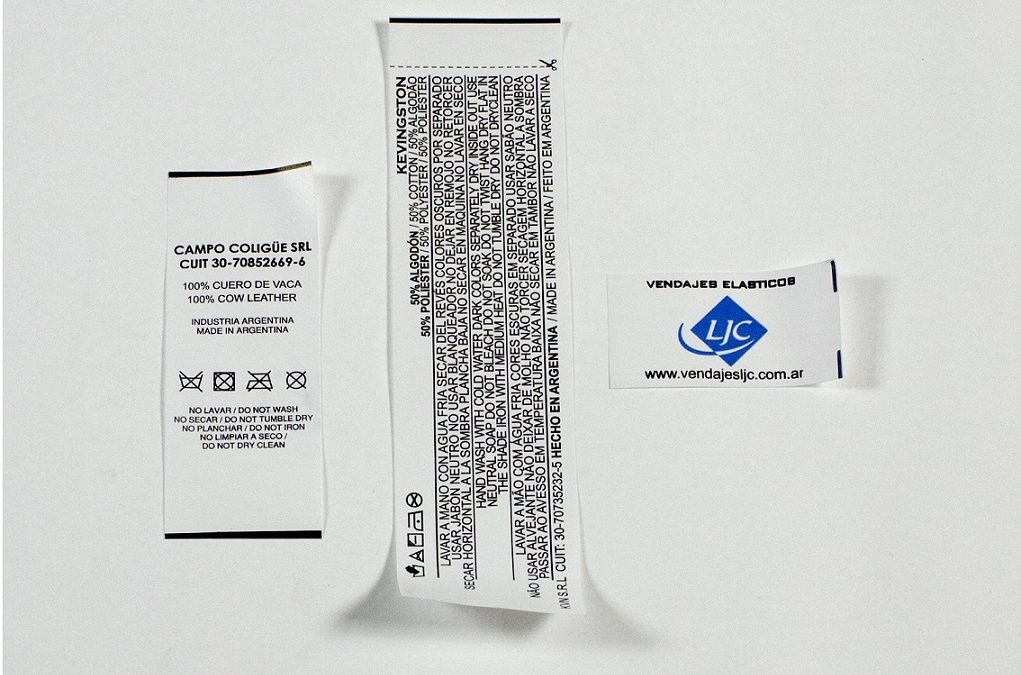 CAMPO COLIGÜE SRL
CUIT 30-70852669-6
100% CUERO DE VACA
100% COW LEATHER
INDUSTRIA ARGENTINA
MADE IN ARGENTINA
NO LAVAR / DO NOT WASH
NO SECAR / DO NOT TUMBLE DRY
NO PLANCHAR / DO NOT IRON
NO LIMPIAR A SECO /
DO NOT DRY CLEAN
KEVINGSTON
50% ALGODÓN / 50% COTTON / 50% ALGODÃO
50% POLIESTER / 50% POLYESTER / 50% POLIÉSTER
LAVAR A MANO CON AGUA FRIA SECAR DEL REVÉS COLORES OSCUROS POR SEPARADO
USAR JABÓN NEUTRO NO USAR BLANQUEADOR NO DEJAR EN REMOJO NO RETORCER
SECAR HORIZONTAL A LA SOMBRA PLANCHA BAJA NO SECAR EN MAQUINA NO LAVAR EN SECO
HAND WASH WITH COLD WATER DARK COLORS SEPARATELY DRY INSIDE OUT USE
NEUTRAL SOAP DO NOT BLEACH DO NOT SOAK DO NOT TWIST HANG DRY FLAT IN
THE SHADE IRON WITH MEDIUM HEAT DO NOT TUMBLE DRY DO NOT DRYCLEAN
LAVAR A MÃO COM ÁGUA FRIA CORES ESCURAS EM SEPARADO USAR SABÃO NEUTRO
NÃO USAR ALVEJANTE NÃO DEIXAR DE MOLHO NÃO TORCER SECAGEM HORIZONTAL À SOMBRA
PASSAR AO AVESSO EM TEMPERATURA BAIXA NÃO SECAR EM TAMBOR NÃO LAVAR À SECO
KVN S.R.L CUIT: 30-70735232-5 HECHO EN ARGENTINA / MADE IN ARGENTINA / FEITO EM ARGENTINA
VENDAJES ELASTICOS
LJC
www.vendajesljc.com.ar